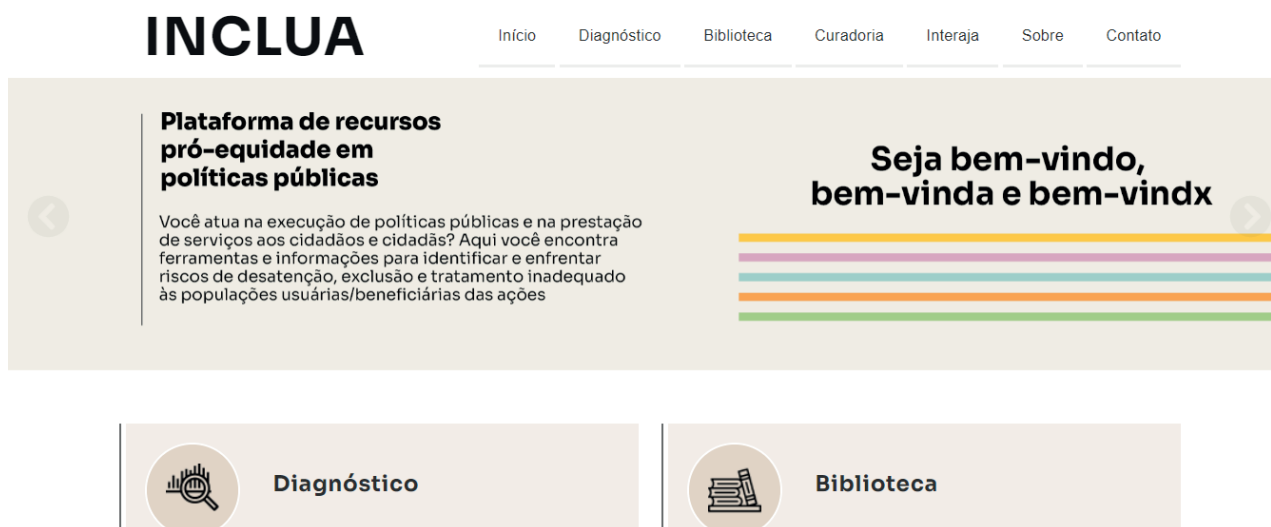 INCLUA
Início Diagnóstico Biblioteca Curadoria Interaja Sobre Contato
Plataforma de recursos
pró-equidade em
políticas públicas
Você atua na execução de políticas públicas e na prestação
de serviços aos cidadãos e cidadãs? Aqui você encontra
ferramentas e informações para identificar e enfrentar
riscos de desatenção, exclusão e tratamento inadequado
às populações usuárias/beneficiárias das ações
Seja bem-vindo,
bem-vinda e bem-vindx
Diagnóstico
Biblioteca